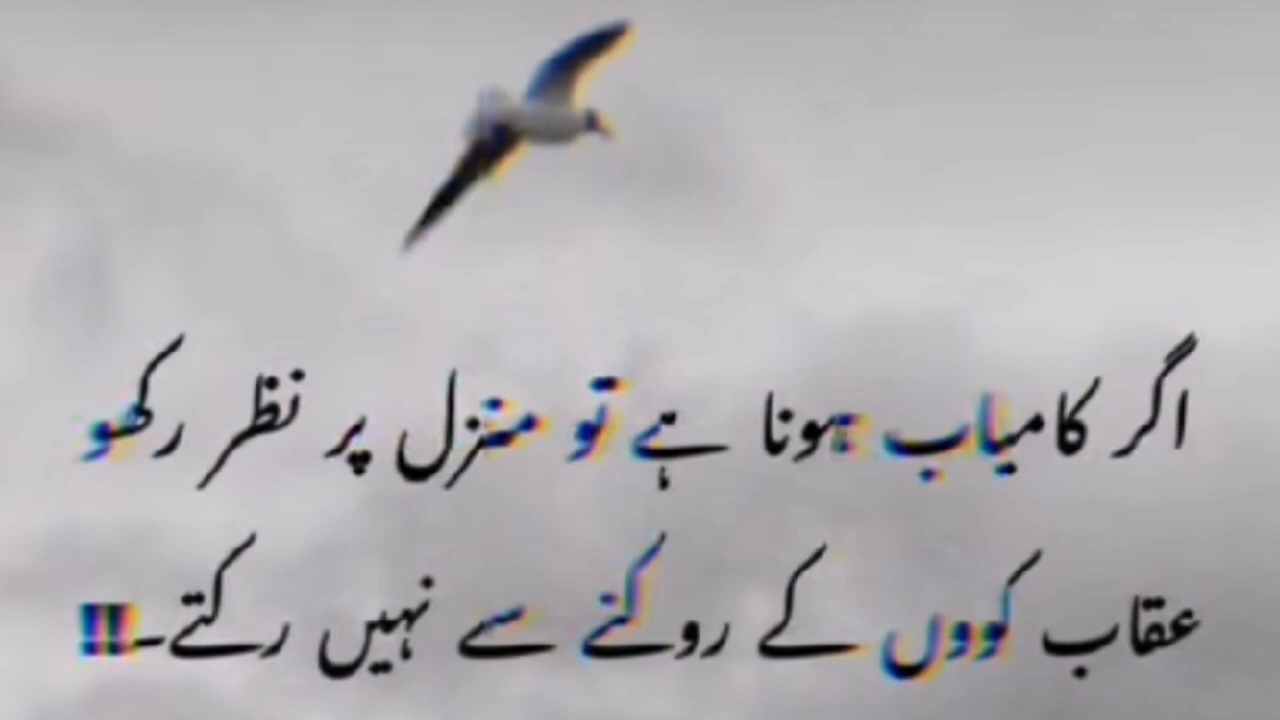 اگر کامیاب ہونا ہے تو منزل پر نظر رکھو
عقاب کووں کے روکنے سے نہیں رکتے۔!!